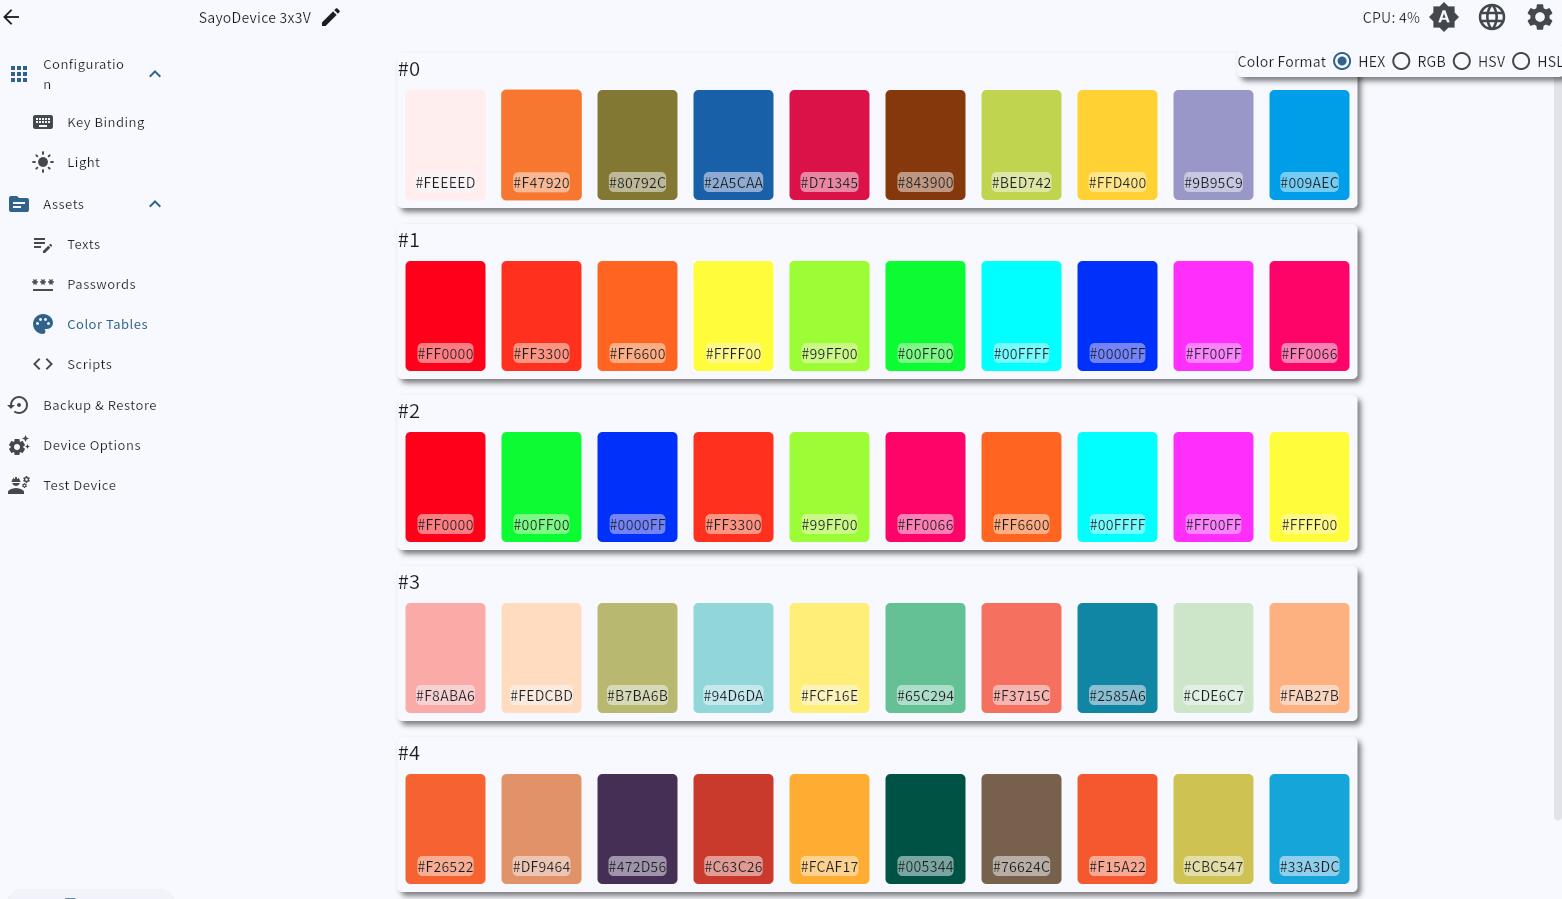 SayoDevice 3x3V
CPU: 4%
Color Format HEX RGB HSV HSL
Configuratio
n
Key Binding
Light
Assets
Texts
Passwords
Color Tables
Scripts
Backup & Restore
Device Options
Test Device
#0
#FEEEED #F47920 #80792C #2A5CAA #D71345 #843900 #BED742 #FFD400 #9B95C9 #009AEC
#1
#FF0000 #FF3300 #FF6600 #FFFF00 #99FF00 #00FF00 #00FFFF #0000FF #FF00FF #FF0066
#2
#FF0000 #00FF00 #0000FF #FF3300 #99FF00 #FF0066 #FF6600 #00FFFF #FF00FF #FFFF00
#3
#F8ABA6 #FEDCBD #B7BA6B #94D6DA #FCF16E #65C294 #F3715C #2585A6 #CDE6C7 #FAB27B
#4
#F26522 #DF9464 #472D56 #C63C26 #FCAF17 #005344 #76624C #F15A22 #CBC547 #33A3DC